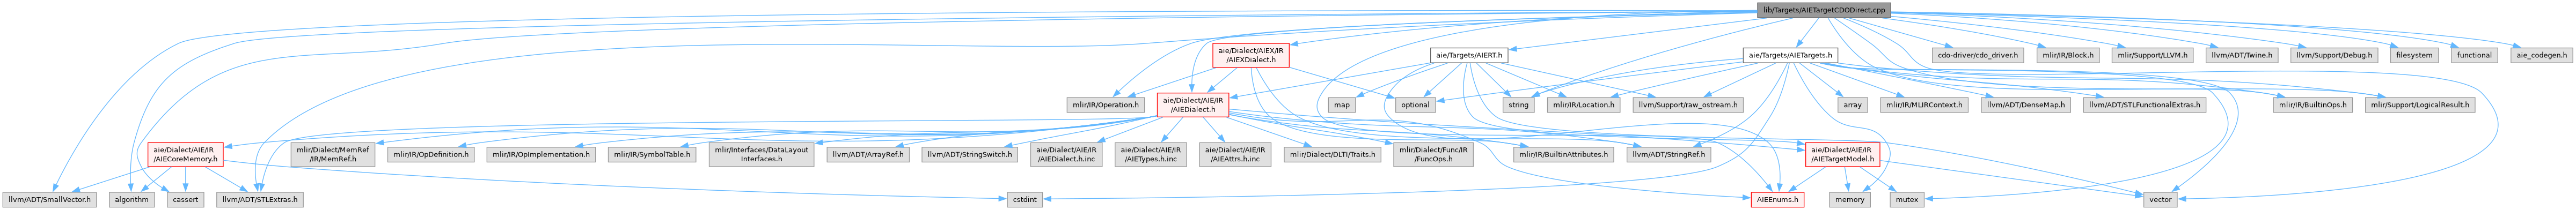 lib/Targets/AIETargetCDODirect.cpp
aie/Dialect/AIEX/IR
/AIEXDialect.h
aie/Targets/AIERT.h
aie/Targets/AIETargets.h
cdo-driver/cdo_driver.h
mlir/IR/Block.h
mlir/Support/LLVM.h
llvm/ADT/Twine.h
llvm/Support/Debug.h
filesystem
functional
aie_codegen.h
mlir/IR/Operation.h
aie/Dialect/AIE/IR
/AIEDialect.h
map
optional
string
mlir/IR/Location.h
llvm/Support/raw_ostream.h
array
mlir/IR/MLIRContext.h
llvm/ADT/DenseMap.h
llvm/ADT/STLFunctionalExtras.h
mlir/IR/BuiltinOps.h
mlir/Support/LogicalResult.h
aie/Dialect/AIE/IR
/AIECoreMemory.h
mlir/Dialect/MemRef
/IR/MemRef.h
mlir/IR/OpDefinition.h
mlir/IR/OpImplementation.h
mlir/IR/SymbolTable.h
mlir/Interfaces/DataLayout
Interfaces.h
llvm/ADT/ArrayRef.h
llvm/ADT/StringSwitch.h
aie/Dialect/AIE/IR
/AIEDialect.h.inc
aie/Dialect/AIE/IR
/AIETypes.h.inc
aie/Dialect/AIE/IR
/AIEAttrs.h.inc
mlir/Dialect/DLTI/Traits.h
mlir/Dialect/Func/IR
/FuncOps.h
mlir/IR/BuiltinAttributes.h
llvm/ADT/StringRef.h
aie/Dialect/AIE/IR
/AIETargetModel.h
llvm/ADT/SmallVector.h
algorithm
cassert
llvm/ADT/STLExtras.h
cstdint
AIEEnums.h
memory
mutex
vector